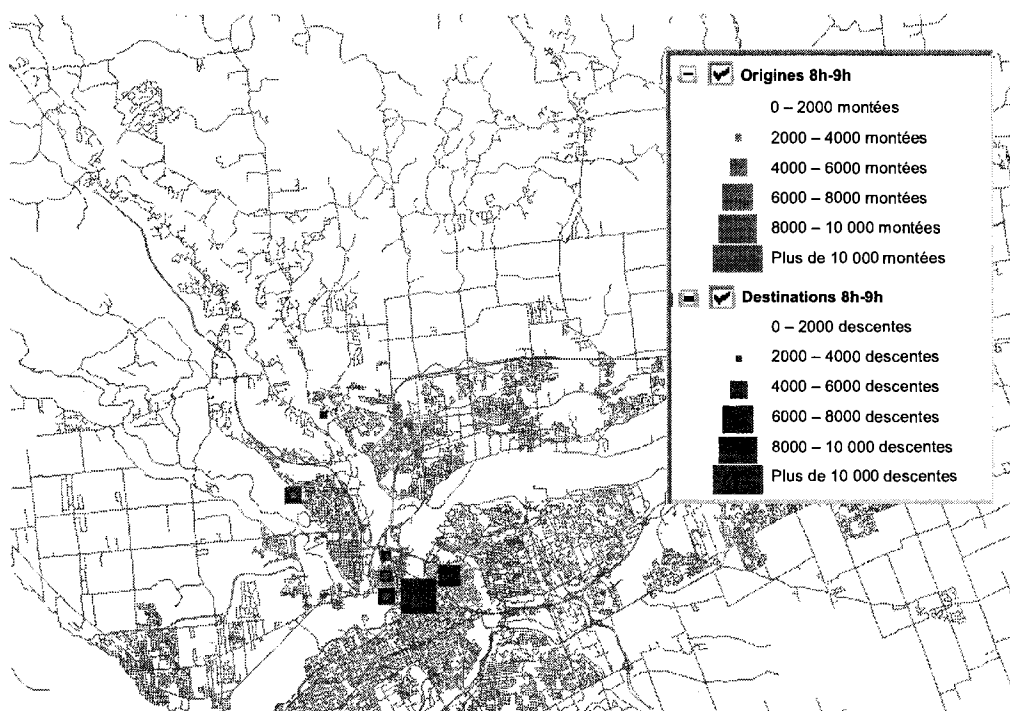 Origines 8h-9h
0 – 2000 montées
2000 – 4000 montées
4000 – 6000 montées
6000 – 8000 montées
8000 – 10 000 montées
Plus de 10 000 montées
Destinations 8h-9h
0 – 2000 descentes
2000 – 4000 descentes
4000 – 6000 descentes
6000 – 8000 descentes
8000 – 10 000 descentes
Plus de 10 000 descentes